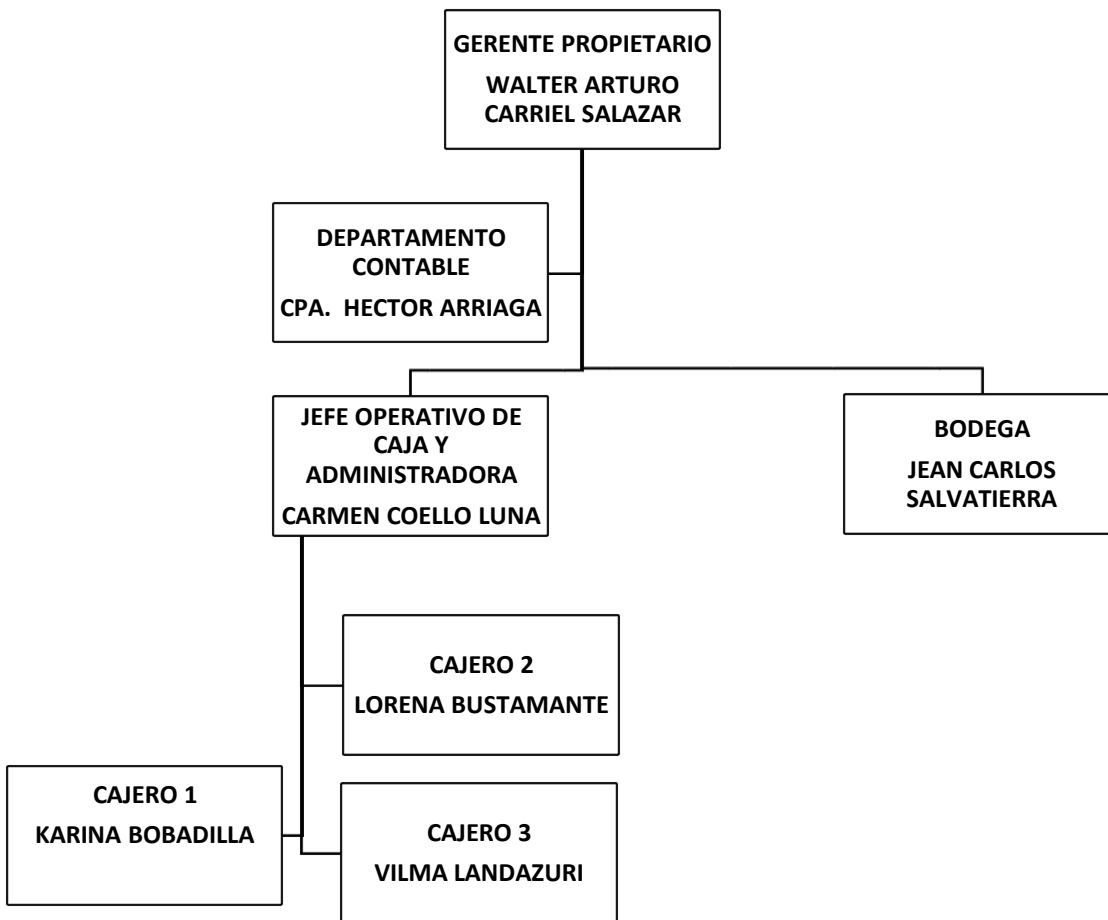 GERENTE PROPIETARIO
WALTER ARTURO
CARRIEL SALAZAR
DEPARTAMENTO
CONTABLE
CPA.  HECTOR ARRIAGA
JEFE OPERATIVO DE
CAJA Y
ADMINISTRADORA
CARMEN COELLO LUNA
BODEGA
JEAN CARLOS
SALVATIERRA
CAJERO 2
LORENA BUSTAMANTE
CAJERO 1
KARINA BOBADILLA
CAJERO 3
VILMA LANDAZURI